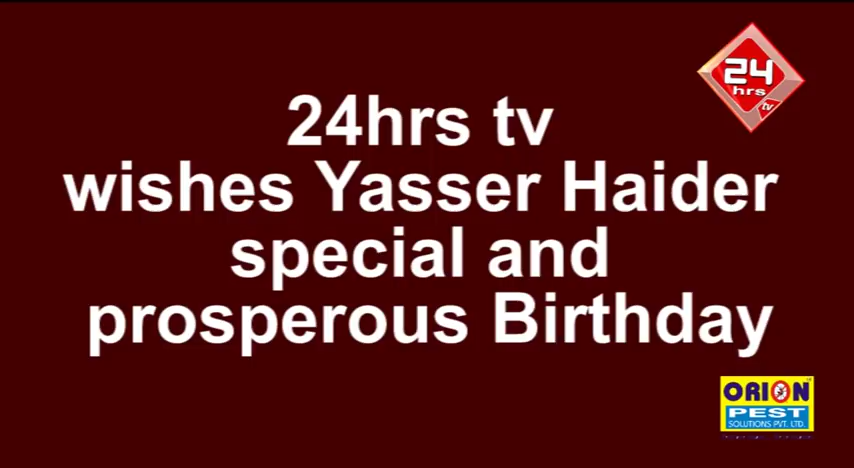 24
hrs
tv
24hrs tv
wishes Yasser Haider
special and
prosperous Birthday
ORION
PEST
SOLUTIONS PVT. LTD.